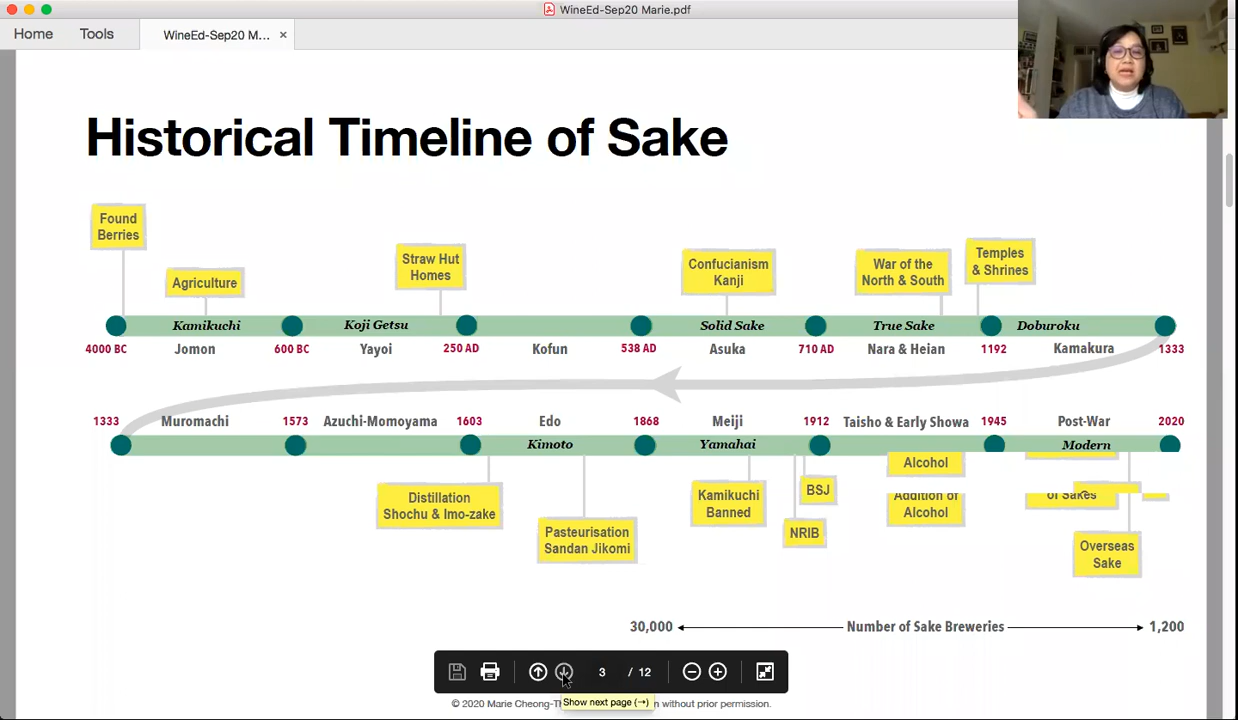 WineEd-Sep20 Marie.pdf
Home Tools WineEd-Sep20 M... ×
Historical Timeline of Sake
Found
Berries
Agriculture
Straw Hut
Homes
Confucianism
Kanji
War of the
North & South
Temples
& Shrines
Kamikuchi Koji Getsu Solid Sake True Sake Doburoku
4000 BC Jomon 600 BC Yayoi 250 AD Kofun 538 AD Asuka 710 AD Nara & Heian 1192 Kamakura 1333
1333 Muromachi 1573 Azuchi-Momoyama 1603 Edo 1868 Meiji 1912 Taisho & Early Showa 1945 Post-War 2020
Kimoto Yamahai Modern
Distillation
Shochu & Imo-zake
Pasteurisation
Sandan Jikomi
Kamikuchi
Banned
NRIB
BSJ
Alcohol
Addition of
Alcohol
of Sakes
Overseas
Sake
30,000 Number of Sake Breweries 1,200
3 / 12
Show next page (→)
© 2020 Marie Cheong- without prior permission.